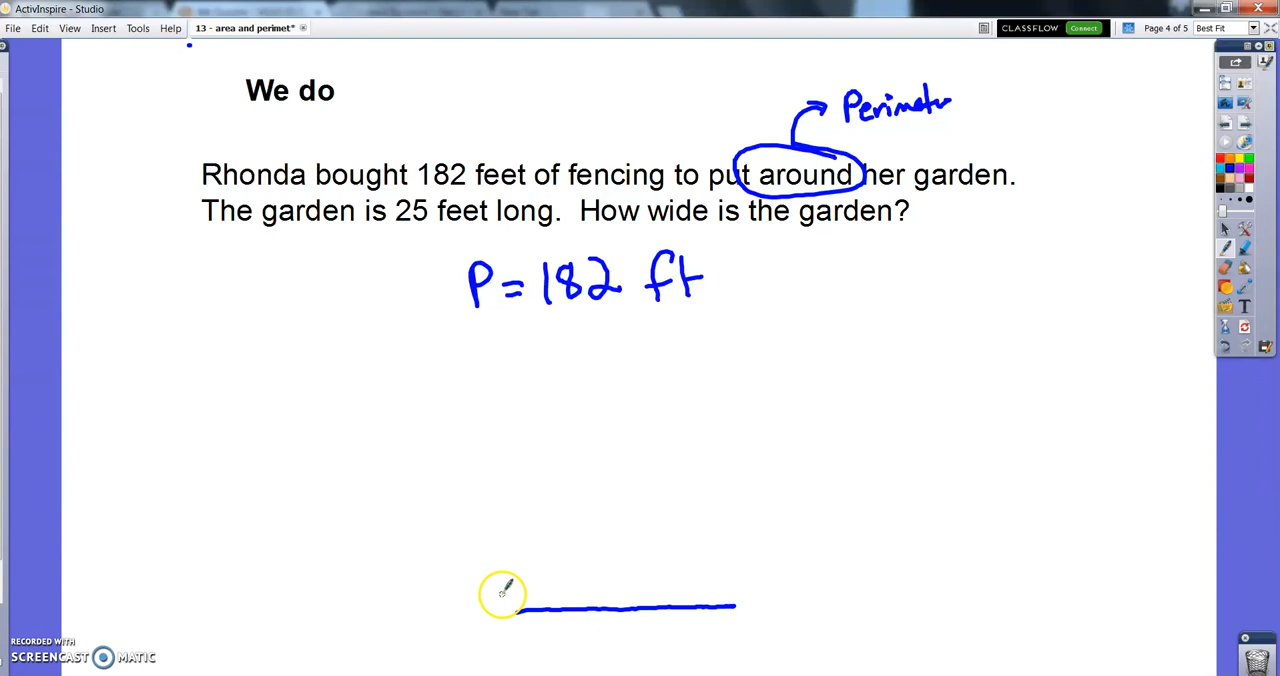 ActivInspire - Studio
File Edit View Insert Tools Help 13 - area and perimet* CLASSFLOW Connect Page 4 of 5 Best Fit
We do
Perimeter
Rhonda bought 182 feet of fencing to put around her garden.
The garden is 25 feet long. How wide is the garden?
P = 182 ft
RECORDED WITH
SCREENCAST MATIC